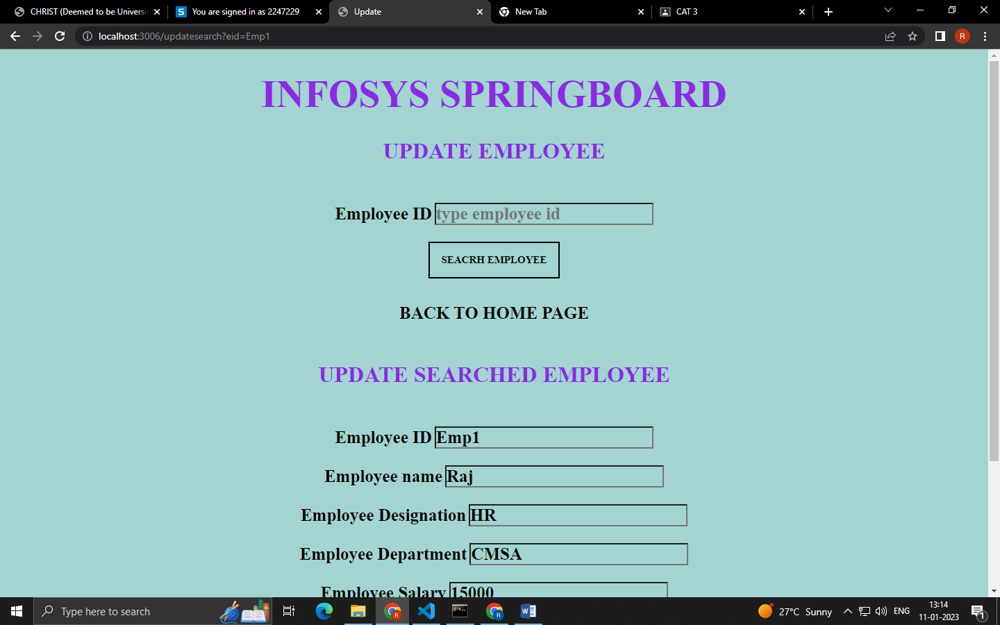 CHRIST (Deemed to be Universi
You are signed in as 2247229
Update
New Tab
CAT 3
localhost:3006/updatesearch?eid=Emp1
R
INFOSYS SPRINGBOARD
UPDATE EMPLOYEE
Employee ID type employee id
SEACRH EMPLOYEE
BACK TO HOME PAGE
UPDATE SEARCHED EMPLOYEE
Employee ID Emp1
Employee name Raj
Employee Designation HR
Employee Department CMSA
Employee Salary 15000
Type here to search
27°C Sunny
ENG
13:14
11-01-2023
1